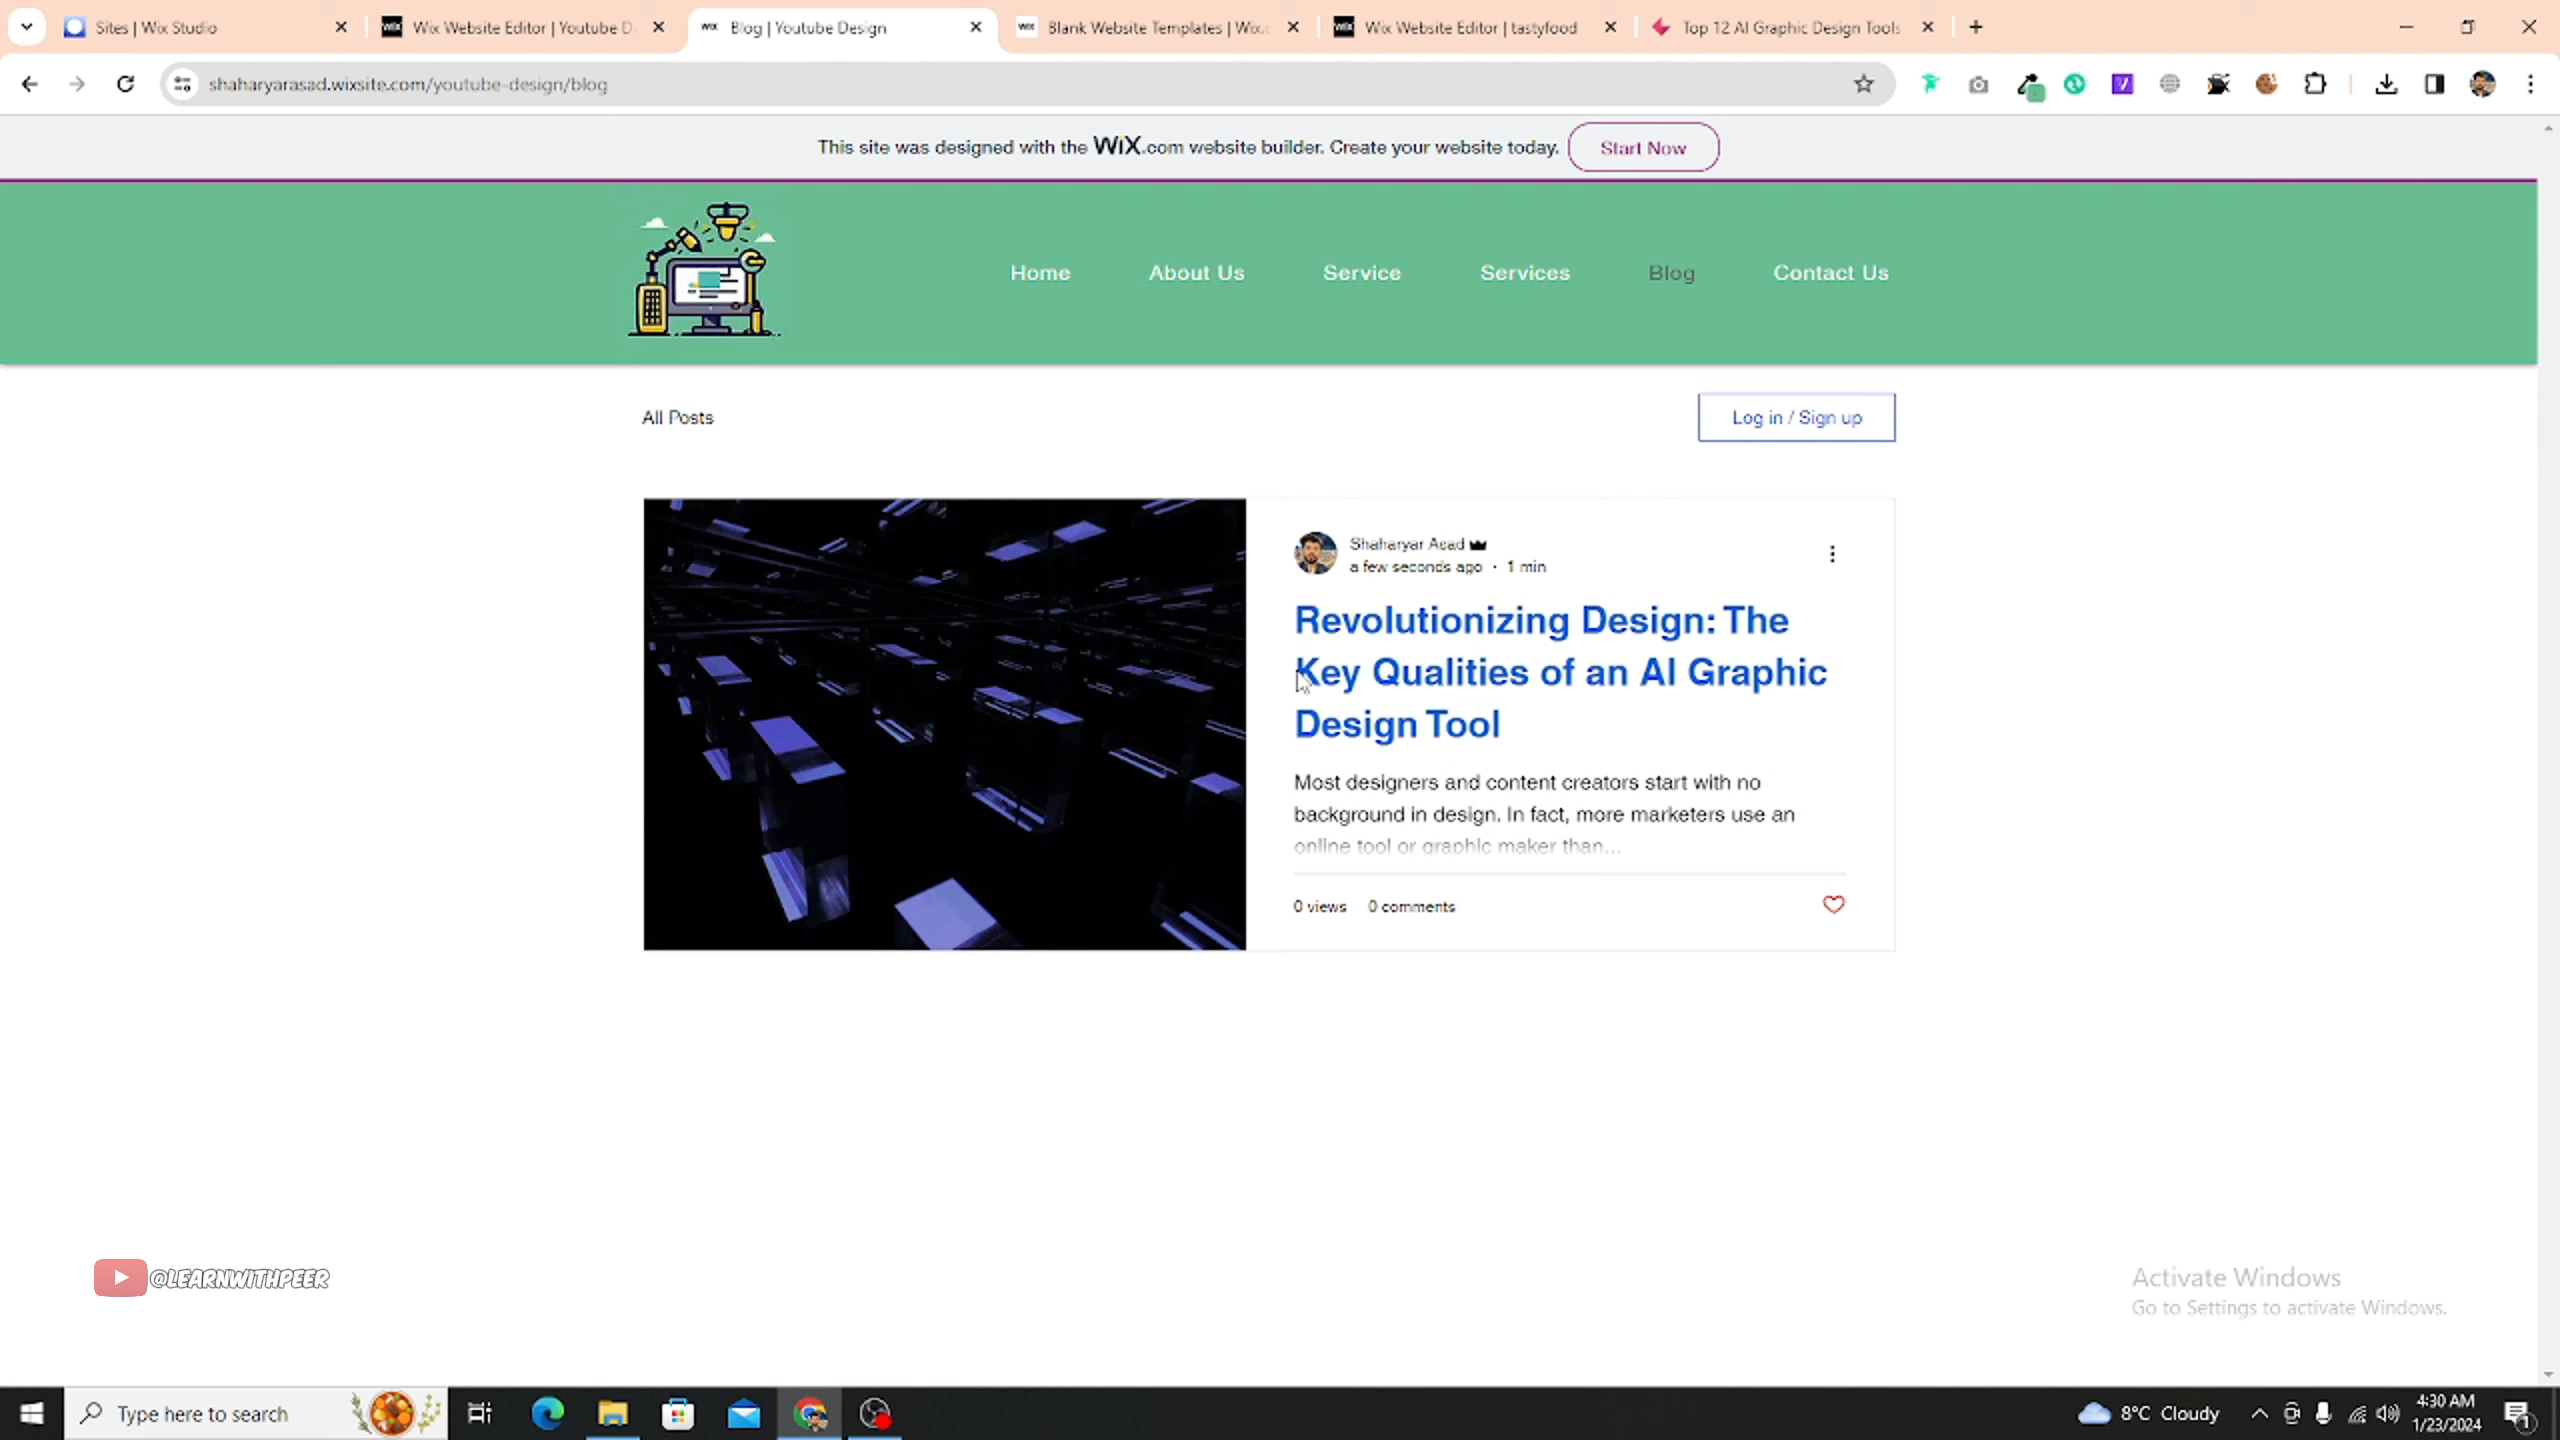 Sites | Wix Studio
Wix Website Editor | Youtube D
Blog | Youtube Design
Blank Website Templates | Wix.c
Wix Website Editor | tastyfood
Top 12 AI Graphic Design Tools
shaharyarasad.wixsite.com/youtube-design/blog
This site was designed with the WiX.com website builder. Create your website today.
Start Now
Home
About Us
Service
Services
Blog
Contact Us
All Posts
Log in / Sign up
Shaharyar Asad
a few seconds ago · 1 min
Revolutionizing Design: The
Key Qualities of an AI Graphic
Design Tool
Most designers and content creators start with no
background in design. In fact, more marketers use an
online tool or graphic maker than...
0 views
0 comments
@LEARNWITHPEER
Activate Windows
Go to Settings to activate Windows.
Type here to search
8°C Cloudy
4:30 AM
1/23/2024
1